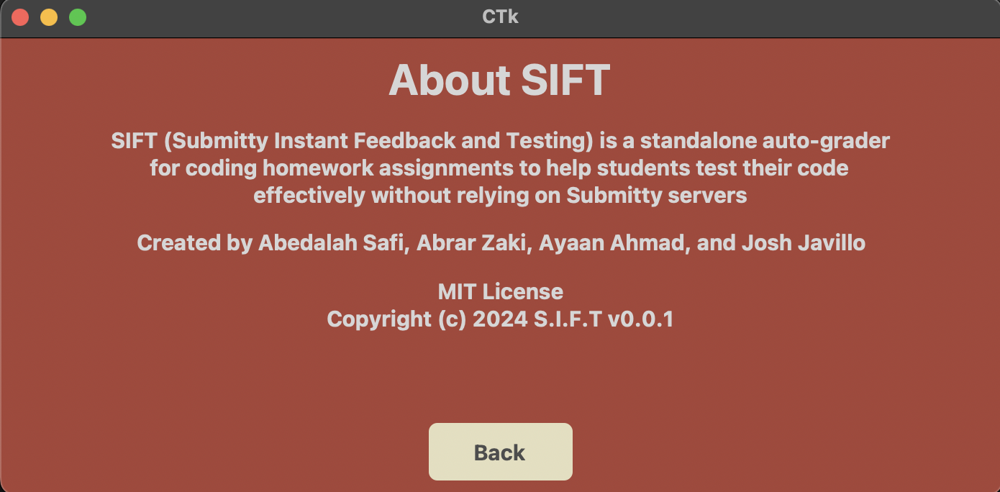 CTk
About SIFT
SIFT (Submitty Instant Feedback and Testing) is a standalone auto-grader
for coding homework assignments to help students test their code
effectively without relying on Submitty servers
Created by Abedalah Safi, Abrar Zaki, Ayaan Ahmad, and Josh Javillo
MIT License
Copyright (c) 2024 S.I.F.T v0.0.1
Back